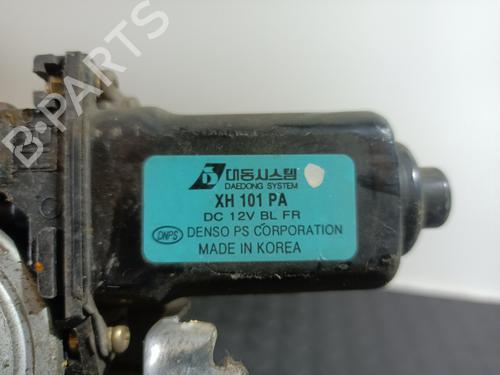 대동시스템
DAEDONG SYSTEM
XH 101 PA
DC 12V BL FR
DNPS DENSO PS CORPORATION
MADE IN KOREA
B-PARTS